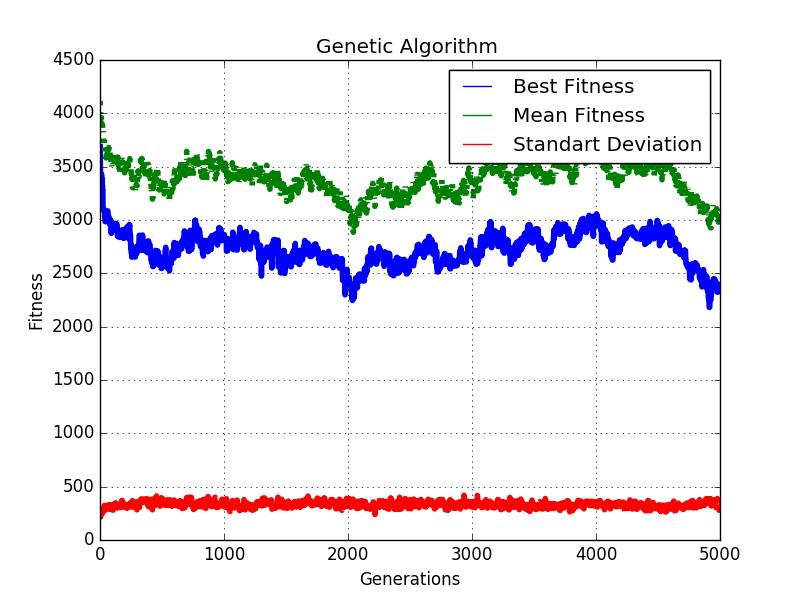 Genetic Algorithm
Best Fitness
Mean Fitness
Standart Deviation
4500
4000
3500
3000
2500
2000
1500
1000
500
0
Fitness
0 1000 2000 3000 4000 5000
Generations